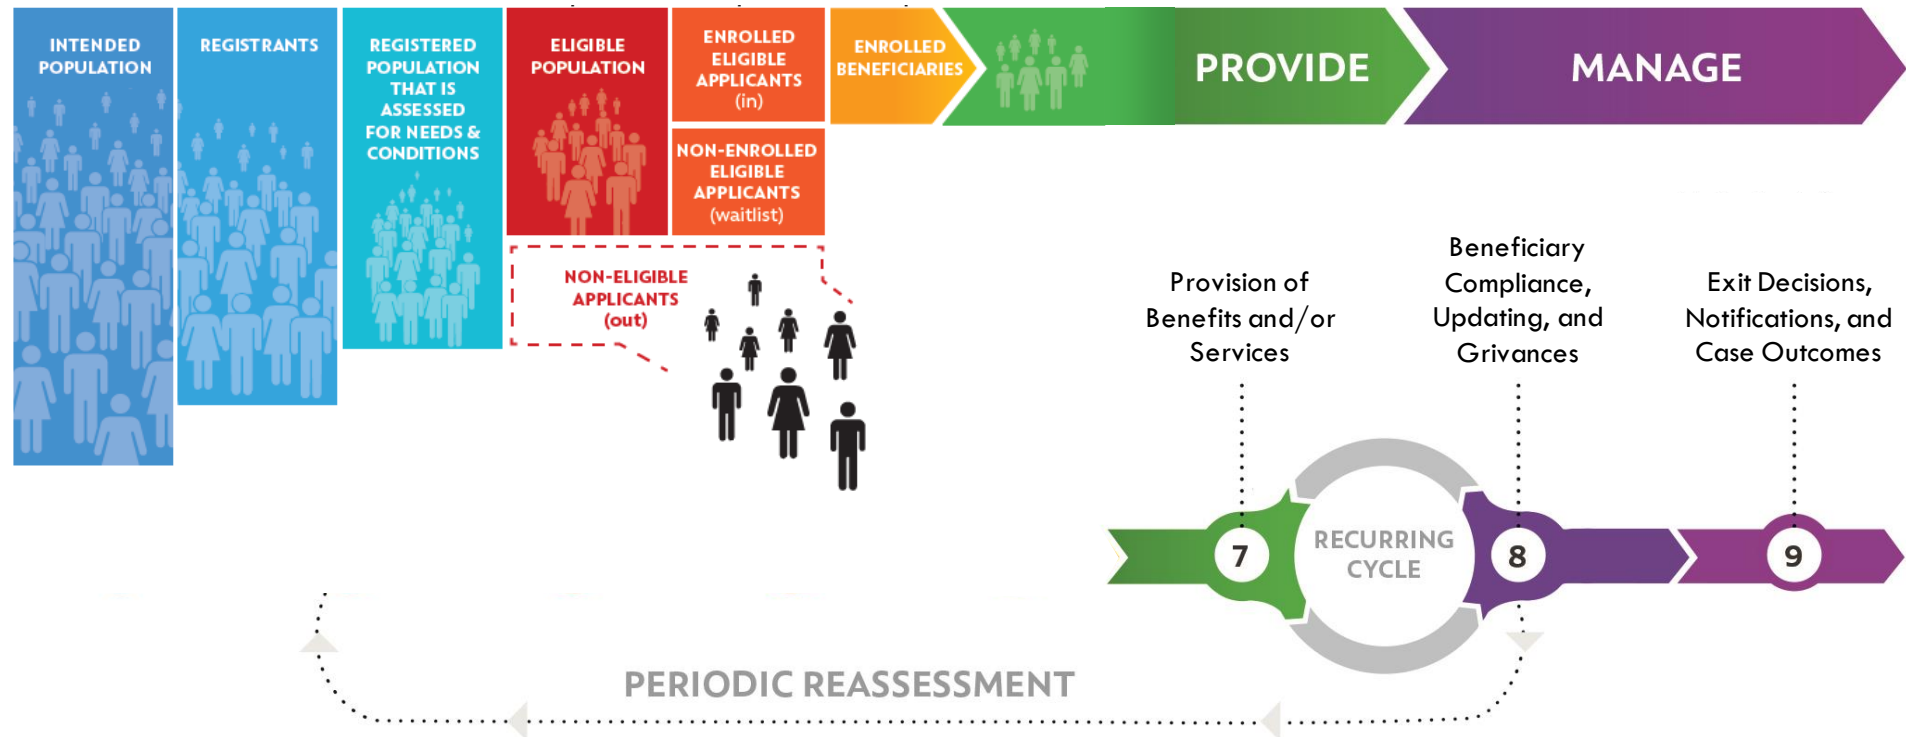 INTENDED
POPULATION
REGISTRANTS
REGISTERED
POPULATION
THAT IS
ASSESSED
FOR NEEDS &
CONDITIONS
ELIGIBLE
POPULATION
ENROLLED
ELIGIBLE
APPLICANTS
(in)
NON-ENROLLED
ELIGIBLE
APPLICANTS
(waitlist)
ENROLLED
BENEFICIARIES
PROVIDE
MANAGE
NON-ELIGIBLE
APPLICANTS
(out)
Provision of
Benefits and/or
Services
Beneficiary
Compliance,
Updating, and
Grivances
Exit Decisions,
Notifications, and
Case Outcomes
7
RECURRING
CYCLE
8
9
PERIODIC REASSESSMENT